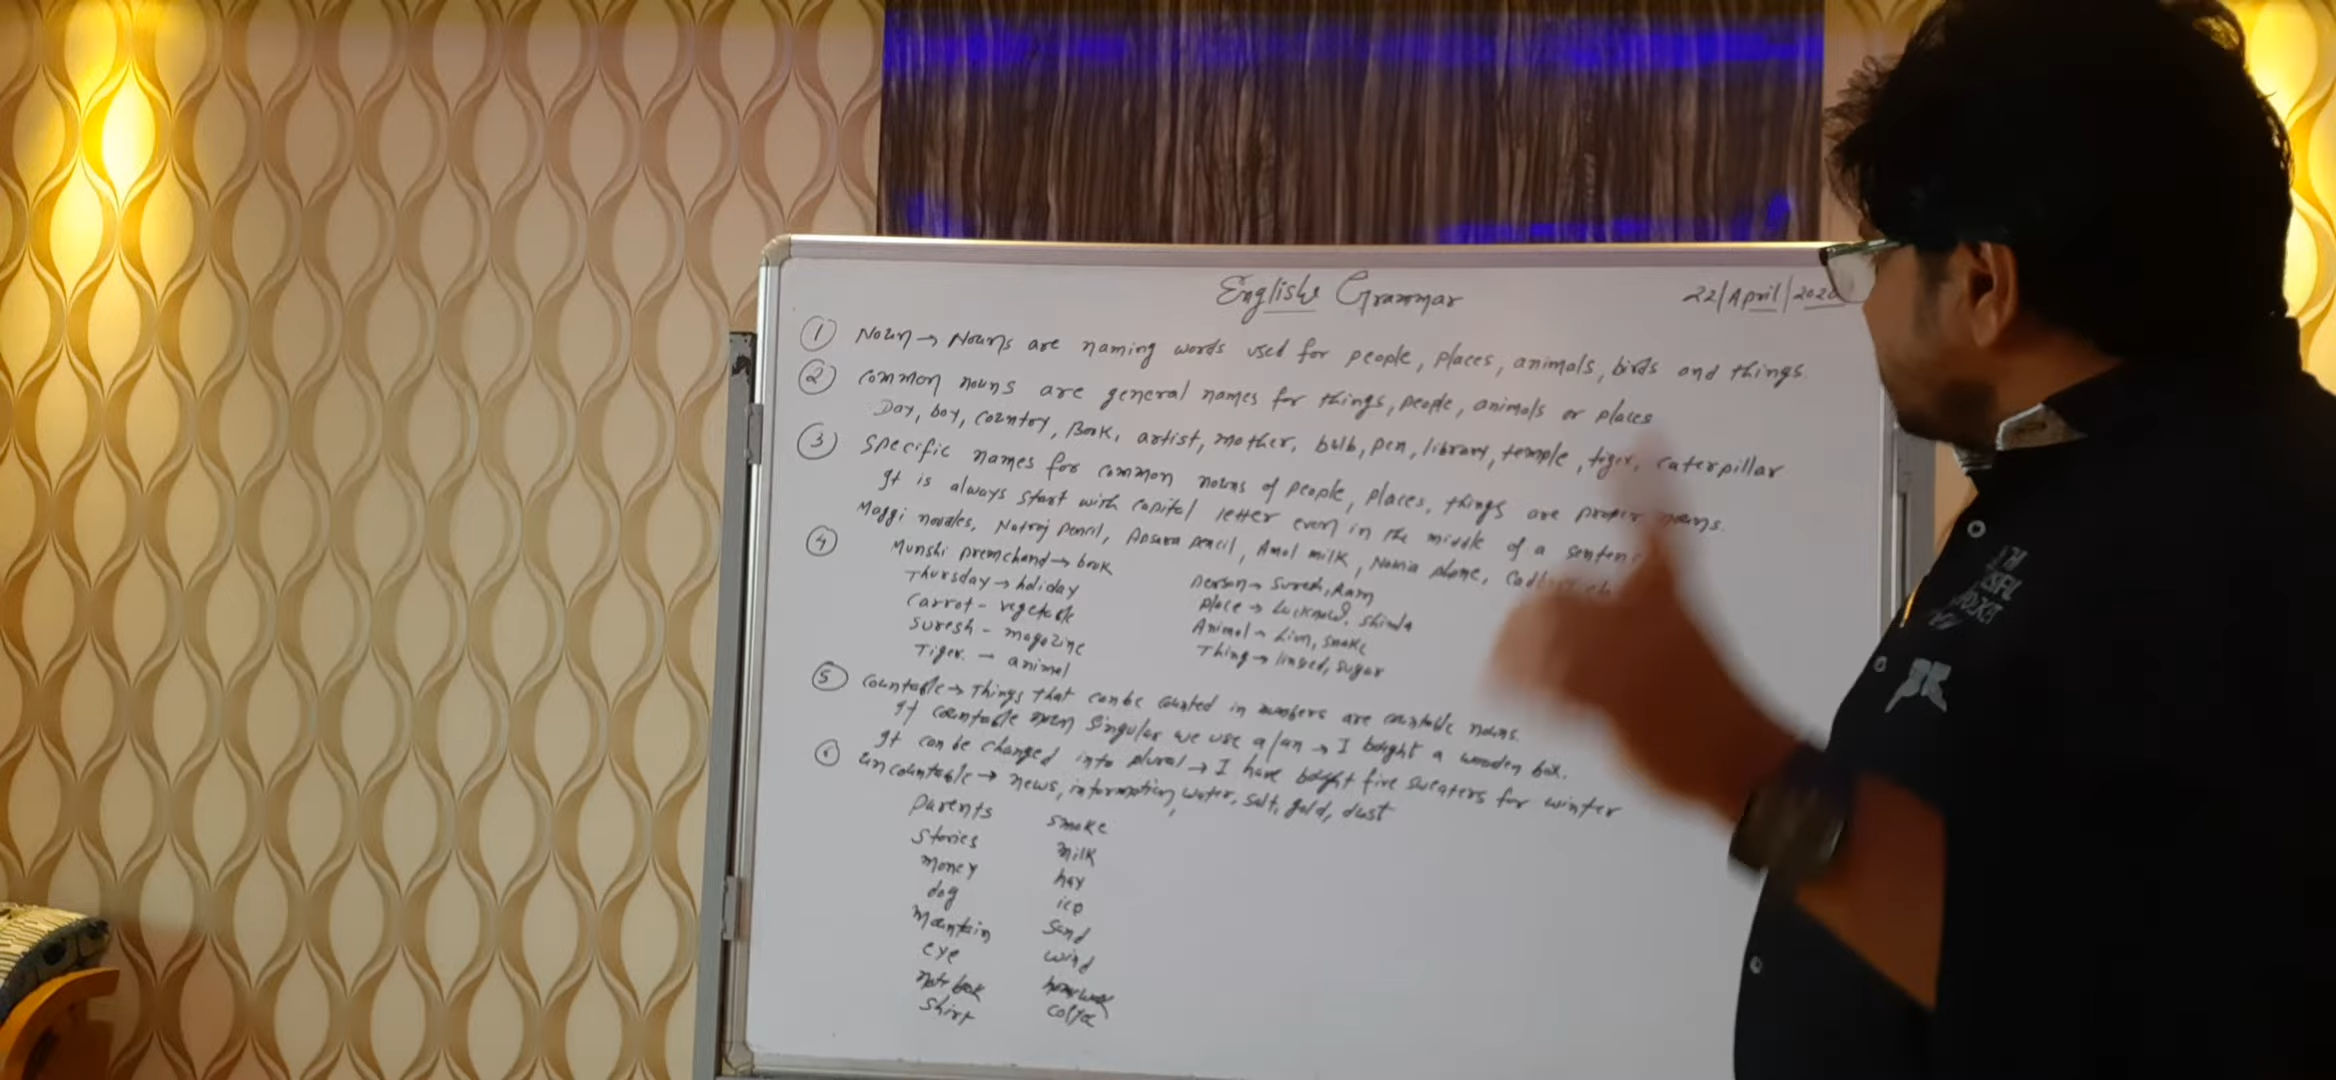 English Grammar
22/April/2020
1 Noun → Nouns are naming words used for people, places, animals, birds and things.
2 Common nouns are general names for things, people, animals or places
Day, boy, country, Book, artist, mother, bulb, pen, library, temple, tiger, caterpillar
3 Specific names for common nouns of people, places, things are proper nouns.
It is always start with capital letter even in the middle of a
Maggi noodles, Natraj pencil, Apsara pencil, Amul milk, Nokia phone,
4 Munshi premchand → book
Thursday → holiday
Carrot - vegetable
Suresh - magazine
Tiger. - animal
person → Suresh, Ram
place → Lucknow, Shimla
Animal → Lion, snake
Thing → linseed, sugar
5 Countable → Things that can be counted in numbers are countable nouns.
If countable noun singular we use a/an → I bought a wooden box.
It can be changed into plural → I have bought five sweaters for winter
6 Uncountable → news, information, water, salt, gold, dust
parents
stories
money
dog
mountain
eye
notebook
shirt
smoke
milk
hay
ice
sand
wind
homework
coffee